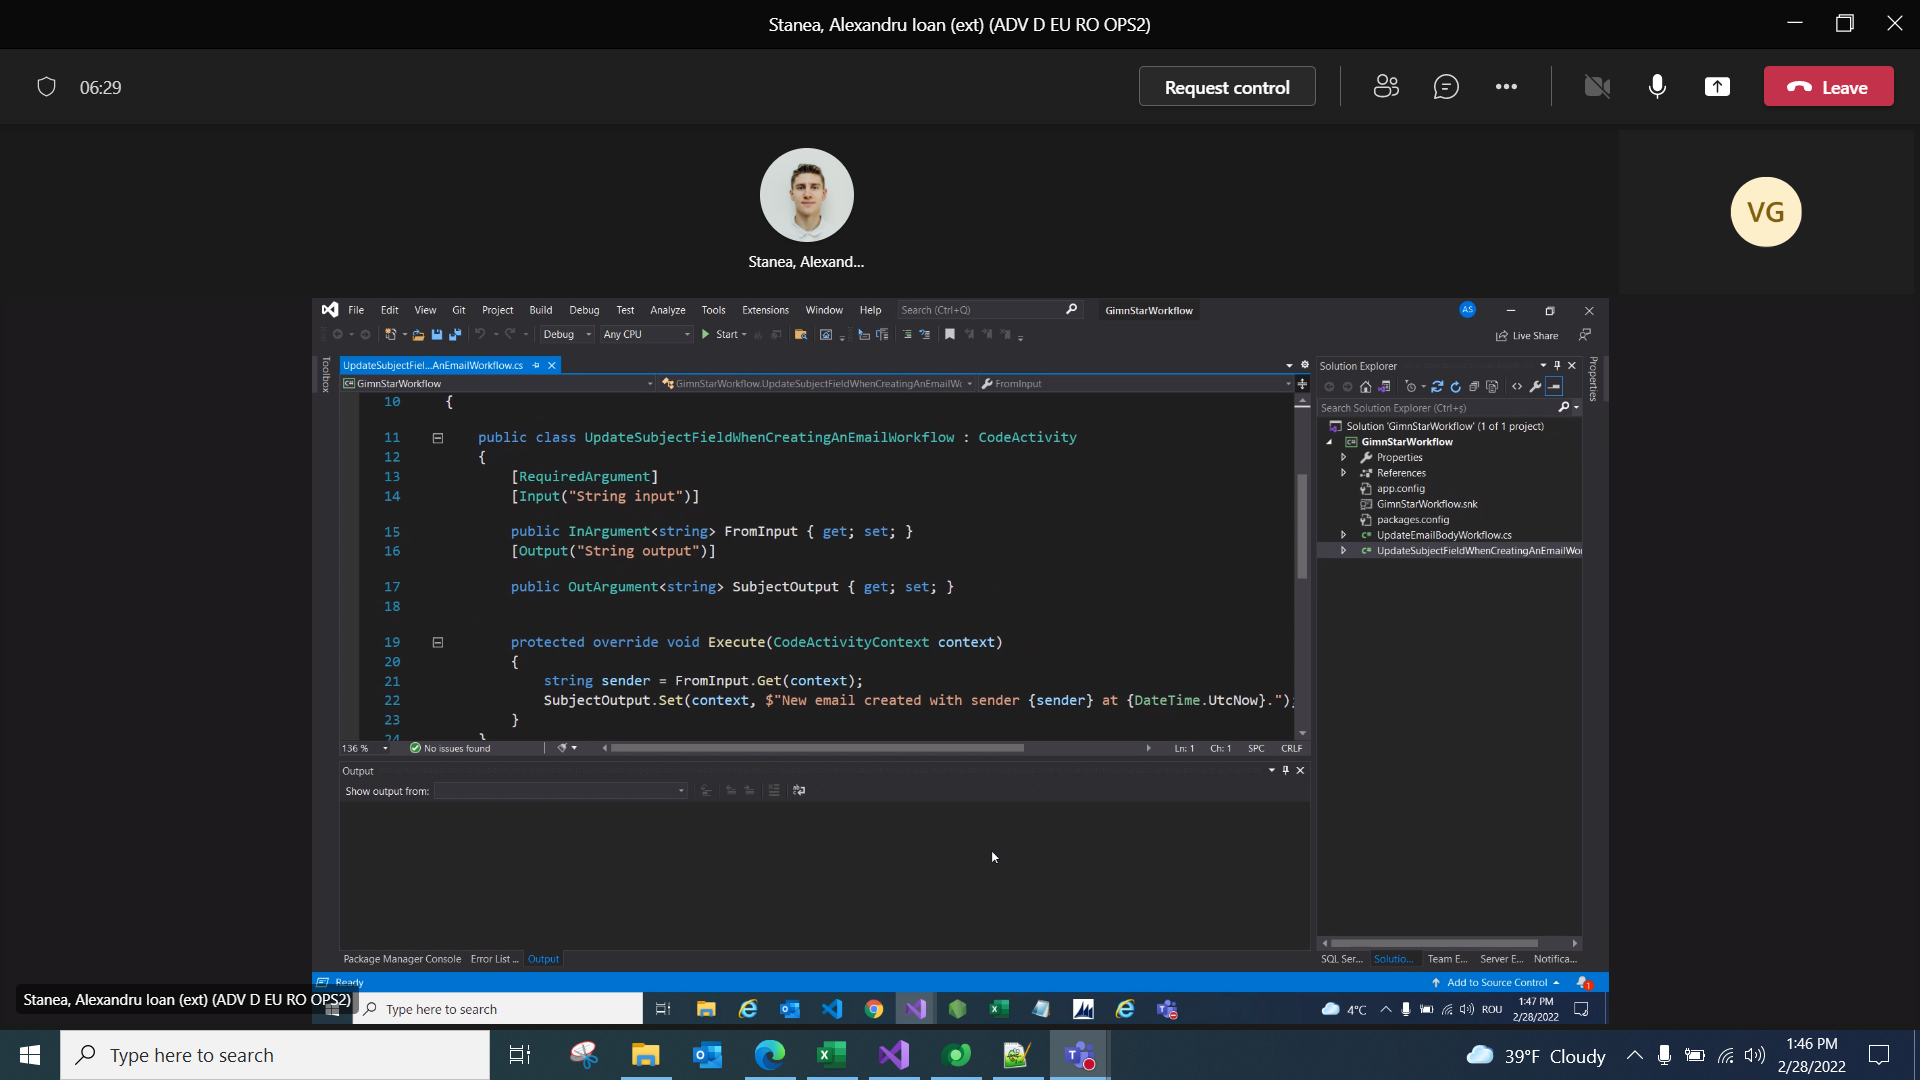 Stanea, Alexandru Ioan (ext) (ADV D EU RO OPS2)
06:29
Request control
Leave
Stanea, Alexand...
VG
File Edit View Git Project Build Debug Test Analyze Tools Extensions Window Help Search (Ctrl+Q) GimnStarWorkflow AS
Debug Any CPU Start Live Share
Toolbox
UpdateSubjectFiel...AnEmailWorkflow.cs
GimnStarWorkflow GimnStarWorkflow.UpdateSubjectFieldWhenCreatingAnEmailWc FromInput
10 {
11 public class UpdateSubjectFieldWhenCreatingAnEmailWorkflow : CodeActivity
12 {
13 [RequiredArgument]
14 [Input("String input")]
15 public InArgument<string> FromInput { get; set; }
16 [Output("String output")]
17 public OutArgument<string> SubjectOutput { get; set; }
18
19 protected override void Execute(CodeActivityContext context)
20 {
21 string sender = FromInput.Get(context);
22 SubjectOutput.Set(context, $"New email created with sender {sender} at {DateTime.UtcNow}.");
23 }
24 }
136 % No issues found Ln: 1 Ch: 1 SPC CRLF
Output
Show output from:
Package Manager Console Error List ... Output
Solution Explorer
Properties
Search Solution Explorer (Ctrl+ş)
Solution 'GimnStarWorkflow' (1 of 1 project)
GimnStarWorkflow
Properties
References
app.config
GimnStarWorkflow.snk
packages.config
UpdateEmailBodyWorkflow.cs
UpdateSubjectFieldWhenCreatingAnEmailWor
SQL Ser... Solutio... Team E... Server E... Notifica...
Ready Add to Source Control 1
Stanea, Alexandru Ioan (ext) (ADV D EU RO OPS2)
Type here to search 4°C ROU 1:47 PM
2/28/2022
Type here to search 39°F Cloudy 1:46 PM
2/28/2022